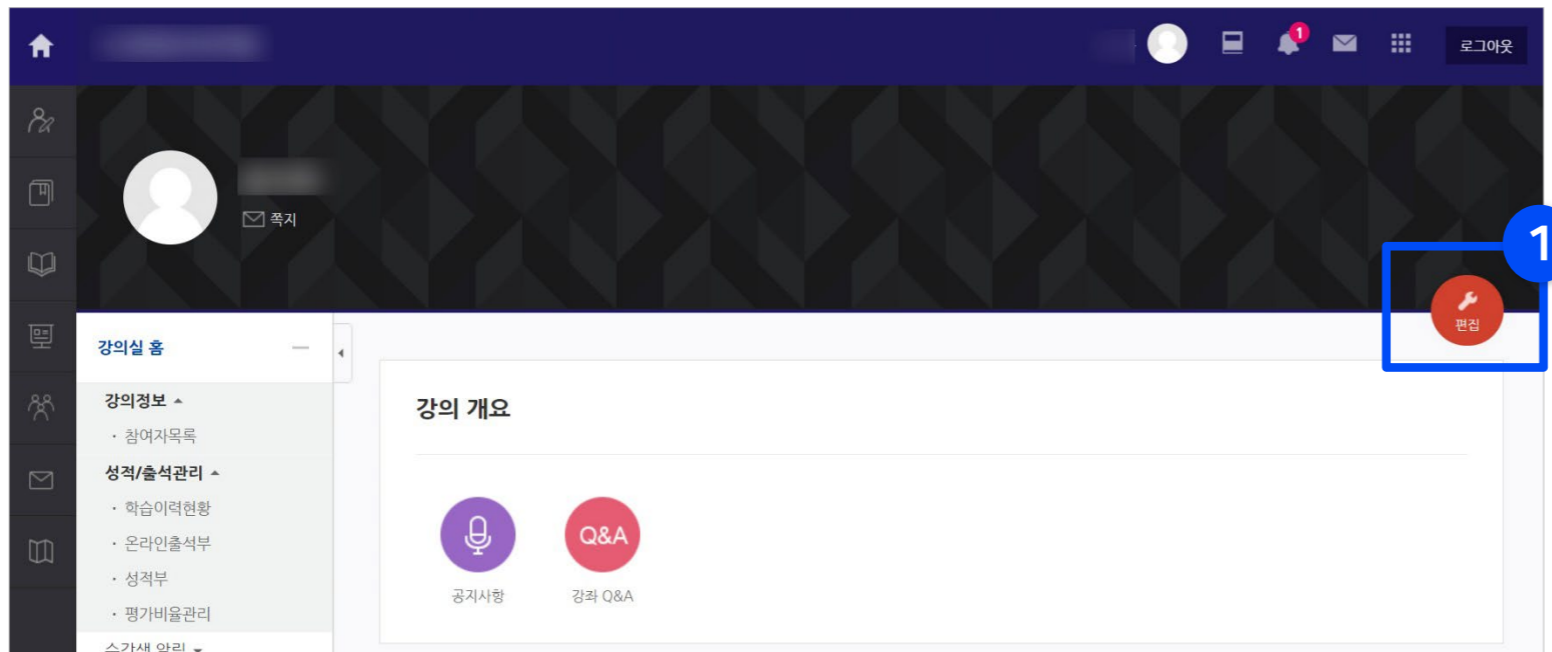 1
로그아웃
쪽지
1
편집
강의실 홈
강의정보
· 참여자목록
성적/출석관리
· 학습이력현황
· 온라인출석부
· 성적부
· 평가비율관리
강의 개요
Q&A
공지사항
강좌 Q&A